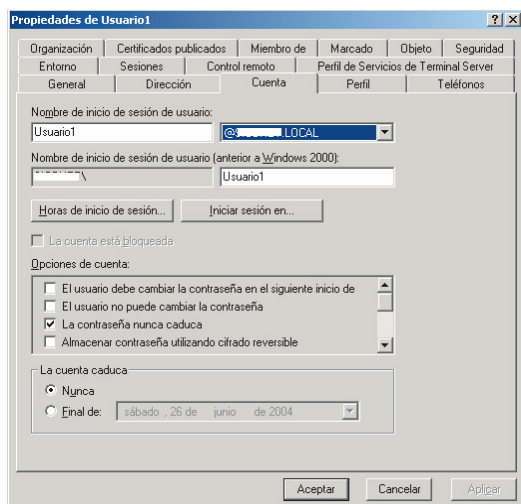 Propiedades de Usuario1
Organización Certificados publicados Miembro de Marcado Objeto Seguridad
Entorno Sesiones Control remoto Perfil de Servicios de Terminal Server
General Dirección Cuenta Perfil Teléfonos
Nombre de inicio de sesión de usuario:
Usuario1 .LOCAL
Nombre de inicio de sesión de usuario (anterior a Windows 2000):
\ Usuario1
Horas de inicio de sesión... Iniciar sesión en...
La cuenta está bloqueada
Opciones de cuenta:
El usuario debe cambiar la contraseña en el siguiente inicio de
El usuario no puede cambiar la contraseña
La contraseña nunca caduca
Almacenar contraseña utilizando cifrado reversible
La cuenta caduca
Nunca
Final de: sábado , 26 de junio de 2004
Aceptar Cancelar Aplicar